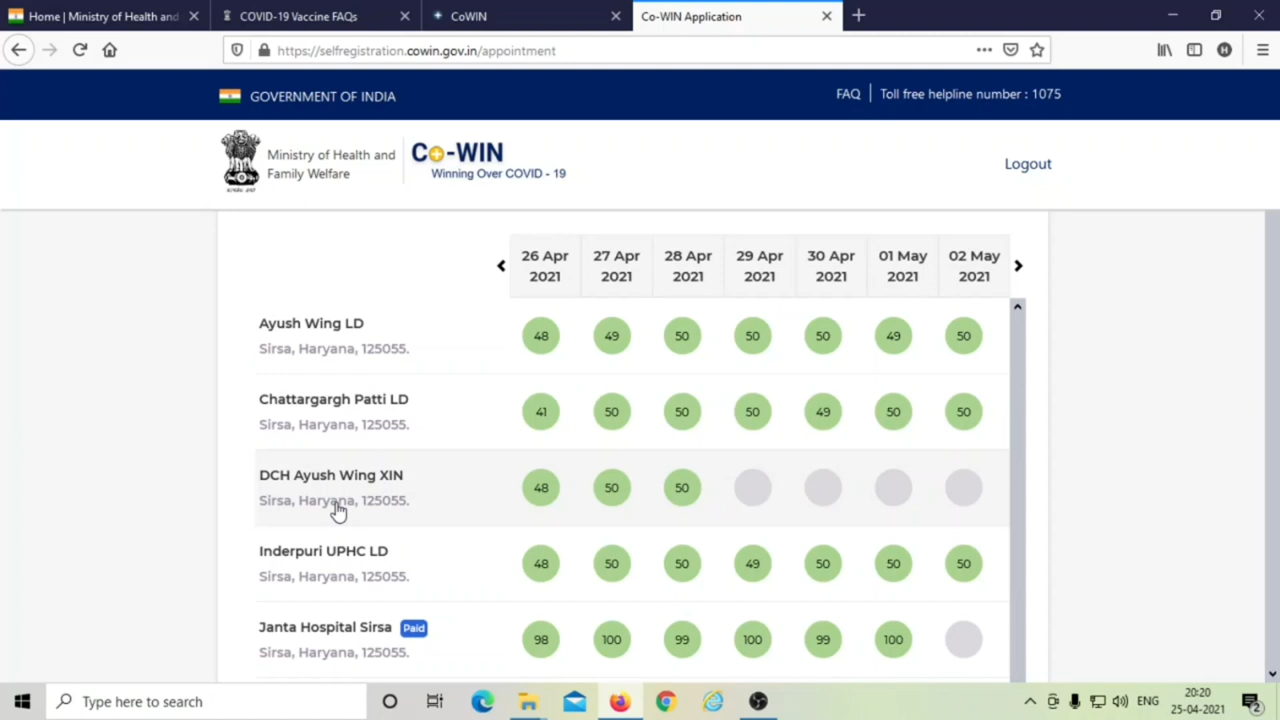 Home | Ministry of Health and
COVID-19 Vaccine FAQs
CoWIN
Co-WIN Application
https://selfregistration.cowin.gov.in/appointment
GOVERNMENT OF INDIA
FAQ
Toll free helpline number : 1075
Ministry of Health and
Family Welfare
Co-WIN
Winning Over COVID - 19
Logout
26 Apr 27 Apr 28 Apr 29 Apr 30 Apr 01 May 02 May
2021 2021 2021 2021 2021 2021 2021
Ayush Wing LD
Sirsa, Haryana, 125055.
48 49 50 50 50 49 50
Chattargargh Patti LD
Sirsa, Haryana, 125055.
41 50 50 50 49 50 50
DCH Ayush Wing XIN
Sirsa, Haryana, 125055.
48 50 50
Inderpuri UPHC LD
Sirsa, Haryana, 125055.
48 50 50 49 50 50 50
Janta Hospital Sirsa Paid
Sirsa, Haryana, 125055.
98 100 99 100 99 100
Type here to search
ENG
20:20
25-04-2021
2